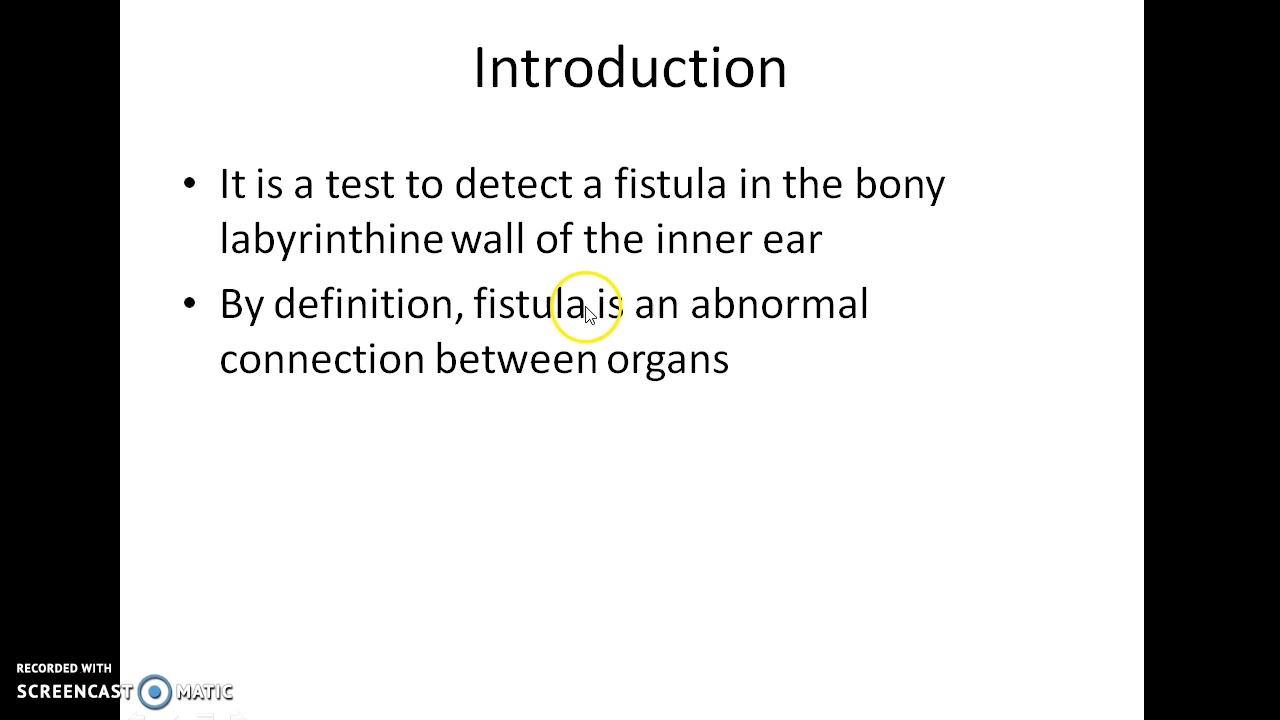 Introduction
• It is a test to detect a fistula in the bony
labyrinthine wall of the inner ear
• By definition, fistula is an abnormal
connection between organs
RECORDED WITH
SCREENCAST MATIC